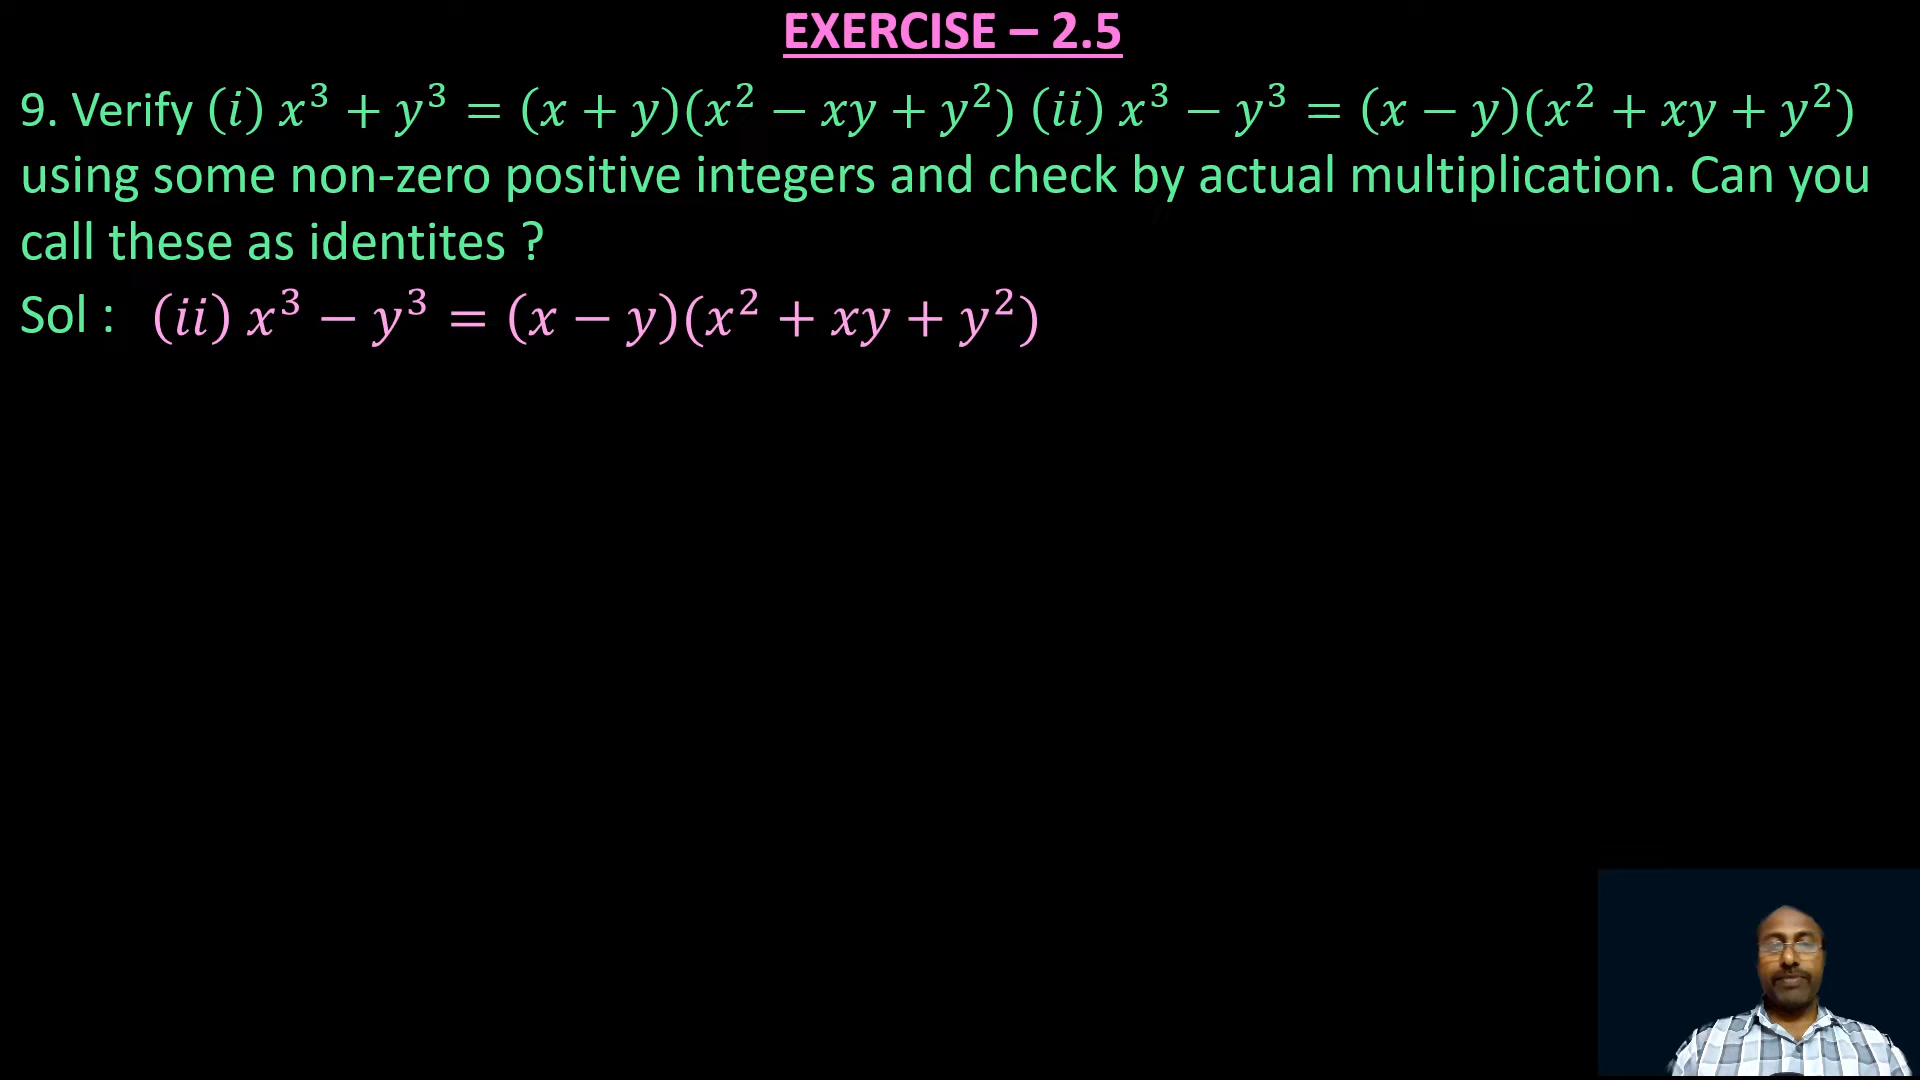 EXERCISE – 2.5
9. Verify (i) x³ + y³ = (x + y)(x² − xy + y²) (ii) x³ − y³ = (x − y)(x² + xy + y²)
using some non-zero positive integers and check by actual multiplication. Can you
call these as identites ?
Sol : (ii) x³ − y³ = (x − y)(x² + xy + y²)